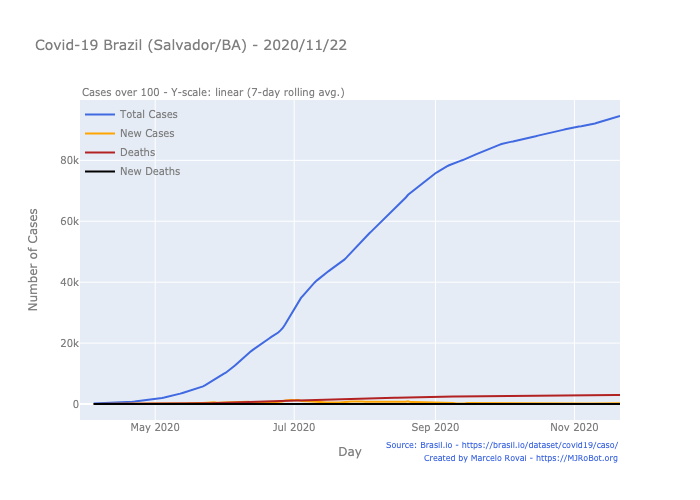 Covid-19 Brazil (Salvador/BA) - 2020/11/22
Cases over 100 - Y-scale: linear (7-day rolling avg.)
Total Cases
New Cases
Deaths
New Deaths
Number of Cases
80k
60k
40k
20k
0
May 2020
Jul 2020
Sep 2020
Nov 2020
Day
Source: Brasil.io - https://brasil.io/dataset/covid19/caso/
Created by Marcelo Rovai - https://MJRoBot.org